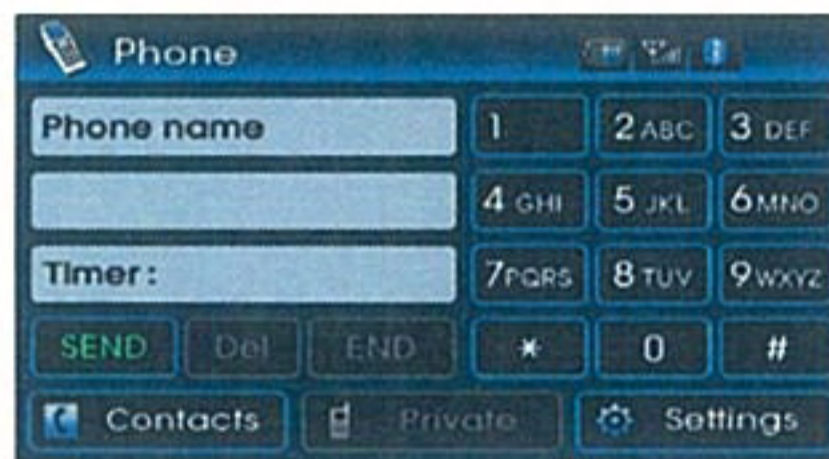 Phone
Phone name
1 2 ABC 3 DEF
4 GHI 5 JKL 6 MNO
Timer:
7 PQRS 8 TUV 9 WXYZ
SEND Del END * 0 #
Contacts Private Settings